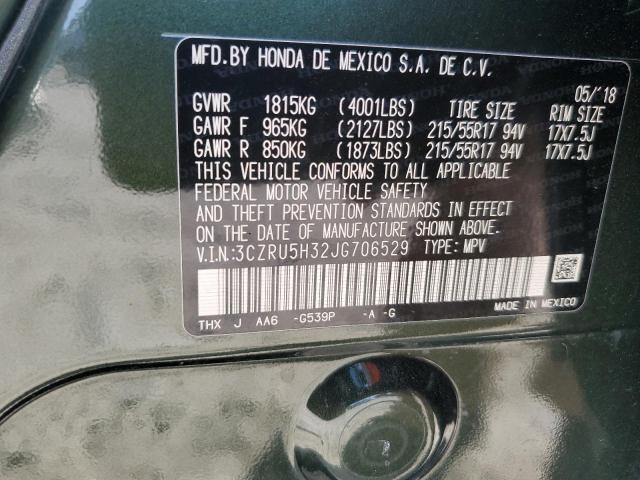 MFD.BY HONDA DE MEXICO S.A. DE C.V.
05/'18
GVWR 1815KG (4001LBS) TIRE SIZE RIM SIZE
GAWR F 965KG (2127LBS) 215/55R17 94V 17X7.5J
GAWR R 850KG (1873LBS) 215/55R17 94V 17X7.5J
THIS VEHICLE CONFORMS TO ALL APPLICABLE
FEDERAL MOTOR VEHICLE SAFETY
AND THEFT PREVENTION STANDARDS IN EFFECT
ON THE DATE OF MANUFACTURE SHOWN ABOVE.
V.I.N:3CZRU5H32JG706529 TYPE: MPV
MADE IN MEXICO
THX J AA6 -G539P -A -G